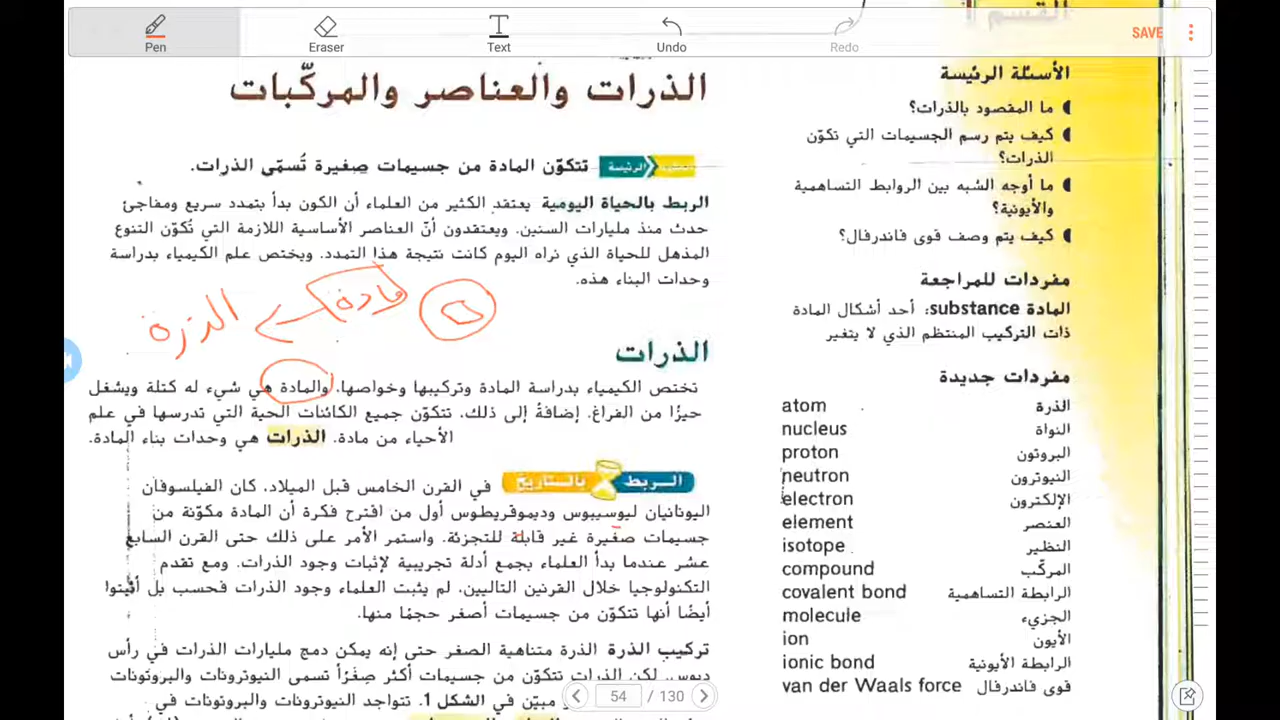 Pen
Eraser
Text
Undo
Redo
SAVE
القسم 1
الأسئلة الرئيسة
ما المقصود بالذرات؟
كيف يتم رسم الجسيمات التي تكوّن
الذرات؟
ما أوجه الشبه بين الروابط التساهمية
والأيونية؟
كيف يتم وصف قوى فاندرفال؟
مفردات للمراجعة
المادة substance: أحد أشكال المادة
ذات التركيب المنتظم الذي لا يتغير
مفردات جديدة
الذرة atom
النواة nucleus
البروتون proton
النيوترون neutron
الإلكترون electron
العنصر element
النظير isotope
المركّب compound
الرابطة التساهمية covalent bond
الجزيء molecule
الأيون ion
الرابطة الأيونية ionic bond
قوى فاندرفال van der Waals force
الذرات والعناصر والمركّبات
الرئيسة تتكوّن المادة من جسيمات صغيرة تُسمّى الذرات.
الربط بالحياة اليومية يعتقد الكثير من العلماء أن الكون بدأ بتمدد سريع ومفاجئ
حدث منذ مليارات السنين. ويعتقدون أنّ العناصر الأساسية اللازمة التي تُكوّن التنوع
المذهل للحياة الذي نراه اليوم كانت نتيجة هذا التمدد. ويختص علم الكيمياء بدراسة
وحدات البناء هذه.
مادة الذرة
الذرات
تختص الكيمياء بدراسة المادة وتركيبها وخواصها. والمادة هي شيء له كتلة ويشغل
حيزًا من الفراغ. إضافةً إلى ذلك، تتكوّن جميع الكائنات الحية التي تدرسها في علم
الأحياء من مادة. الذرات هي وحدات بناء المادة.
الربط بالتاريخ في القرن الخامس قبل الميلاد، كان الفيلسوفان
اليونانيان ليوسيبوس وديموقريطوس أول من اقترح فكرة أن المادة مكوّنة من
جسيمات صغيرة غير قابلة للتجزئة. واستمر الأمر على ذلك حتى القرن السابع
عشر عندما بدأ العلماء بجمع أدلة تجريبية لإثبات وجود الذرات. ومع تقدم
التكنولوجيا خلال القرنين التاليين، لم يثبت العلماء وجود الذرات فحسب بل أثبتوا
أيضًا أنها تتكوّن من جسيمات أصغر حجمًا منها.
تركيب الذرة الذرة متناهية الصغر حتى إنه يمكن دمج مليارات الذرات في رأس
دبوس. لكن الذرات تتكوّن من جسيمات أكثر صِغَرًا تسمى النيوترونات والبروتونات
مبيّن في الشكل 1. تتواجد النيوترونات والبروتونات في
54 / 130